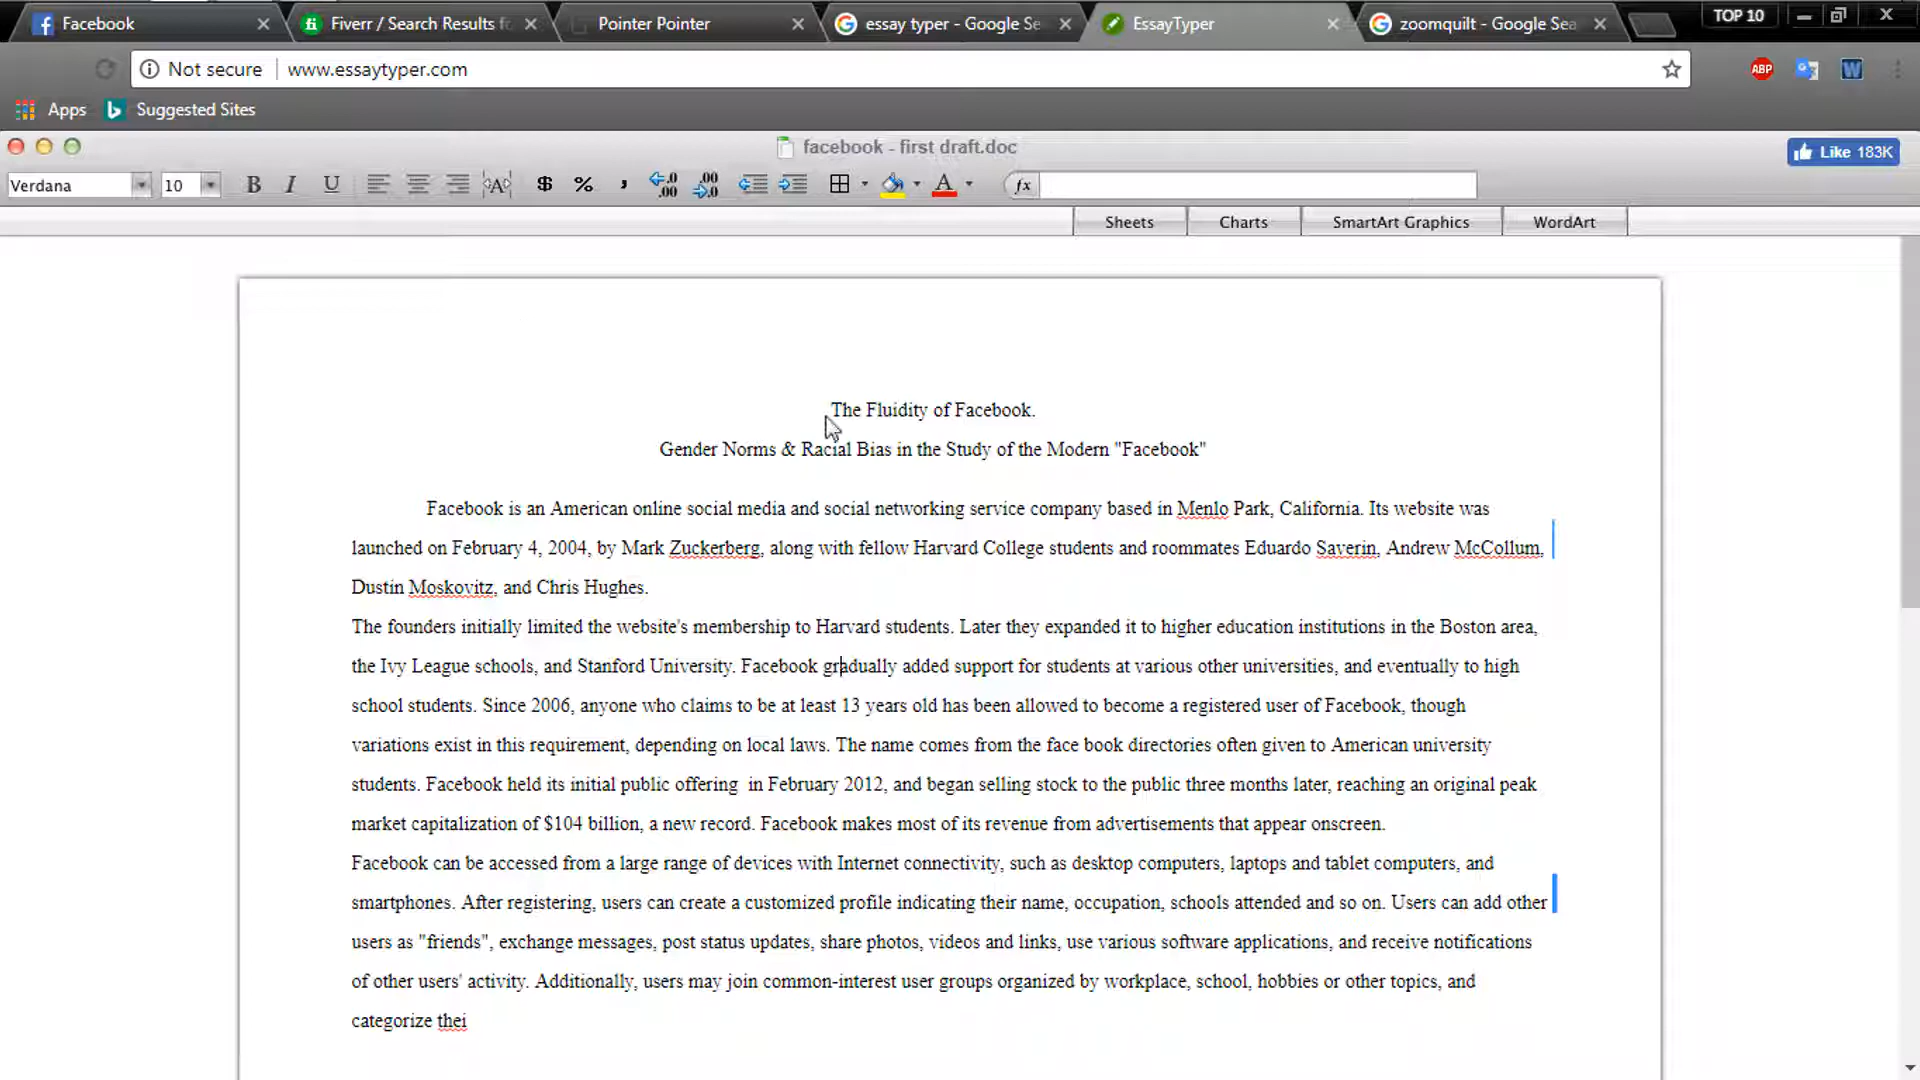 Facebook
Fiverr / Search Results f
Pointer Pointer
essay typer - Google Se
EssayTyper
zoomquilt - Google Sea
TOP 10
Not secure
www.essaytyper.com
ABP
W
Apps
Suggested Sites
facebook - first draft.doc
Like 183K
Verdana
10
B I U
A
$ %
,
.0 .00
.00 .0
A
fx
Sheets
Charts
SmartArt Graphics
WordArt
The Fluidity of Facebook.
Gender Norms & Racial Bias in the Study of the Modern "Facebook"
Facebook is an American online social media and social networking service company based in Menlo Park, California. Its website was
launched on February 4, 2004, by Mark Zuckerberg, along with fellow Harvard College students and roommates Eduardo Saverin, Andrew McCollum,
Dustin Moskovitz, and Chris Hughes.
The founders initially limited the website's membership to Harvard students. Later they expanded it to higher education institutions in the Boston area,
the Ivy League schools, and Stanford University. Facebook gradually added support for students at various other universities, and eventually to high
school students. Since 2006, anyone who claims to be at least 13 years old has been allowed to become a registered user of Facebook, though
variations exist in this requirement, depending on local laws. The name comes from the face book directories often given to American university
students. Facebook held its initial public offering  in February 2012, and began selling stock to the public three months later, reaching an original peak
market capitalization of $104 billion, a new record. Facebook makes most of its revenue from advertisements that appear onscreen.
Facebook can be accessed from a large range of devices with Internet connectivity, such as desktop computers, laptops and tablet computers, and
smartphones. After registering, users can create a customized profile indicating their name, occupation, schools attended and so on. Users can add other
users as "friends", exchange messages, post status updates, share photos, videos and links, use various software applications, and receive notifications
of other users' activity. Additionally, users may join common-interest user groups organized by workplace, school, hobbies or other topics, and
categorize thei